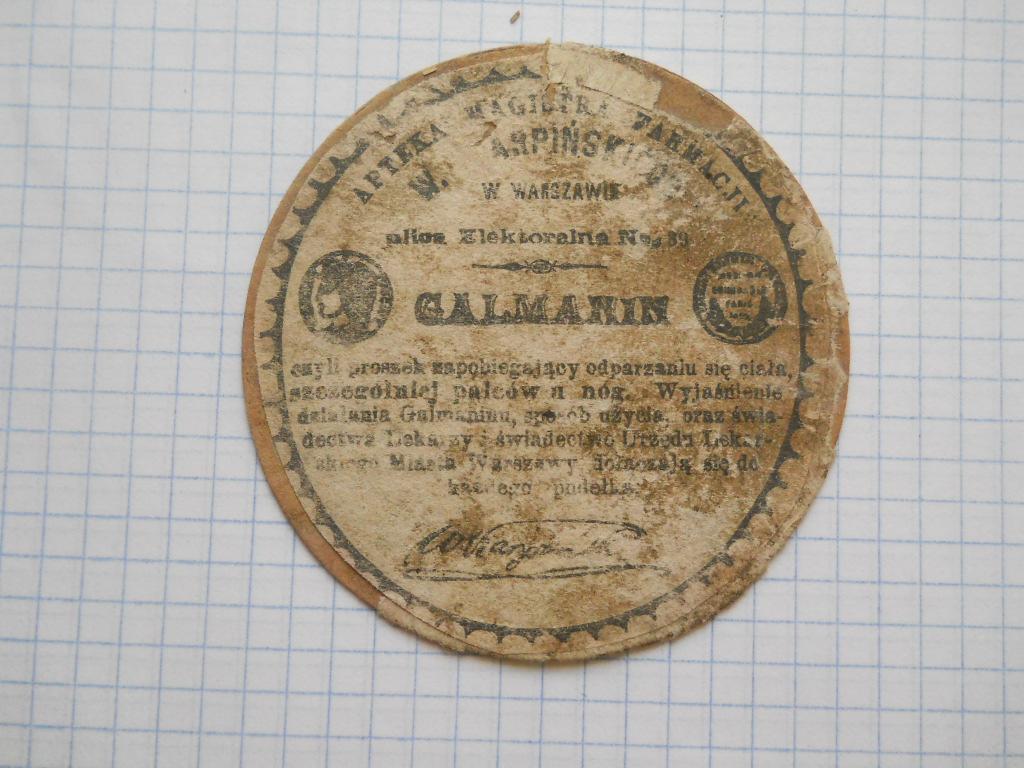 APTEKA MAGISTRA FARMACJI
W. ARPIŃSKIEGO
W WARSZAWIE
ulica Elektoralna No. 39
GALMANIN
czyli proszek zapobiegający odparzaniu się ciała,
szczególniej palców u nóg. Wyjaśnienie
działania Galmaninu, sposób użycia, oraz świa-
dectwa Lekarzy i świadectwo Urzędu Lekar-
skiego Miasta Warszawy dołączają się do
każdego pudełka.